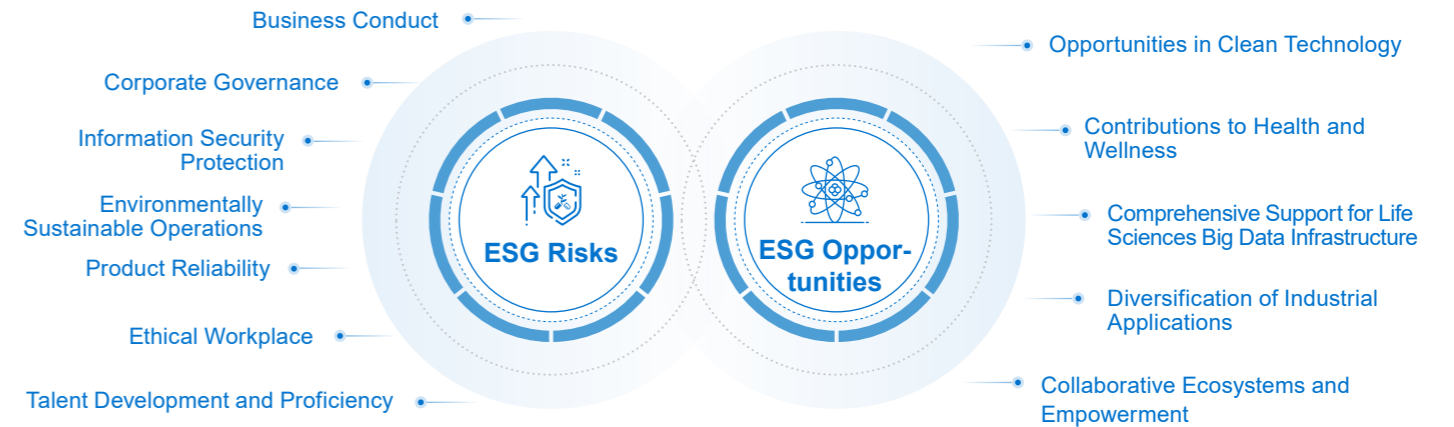 Business Conduct
Corporate Governance
Information Security
Protection
Environmentally
Sustainable Operations
Product Reliability
Ethical Workplace
Talent Development and Proficiency
ESG Risks
ESG Oppor-
tunities
Opportunities in Clean Technology
Contributions to Health and
Wellness
Comprehensive Support for Life
Sciences Big Data Infrastructure
Diversification of Industrial
Applications
Collaborative Ecosystems and
Empowerment